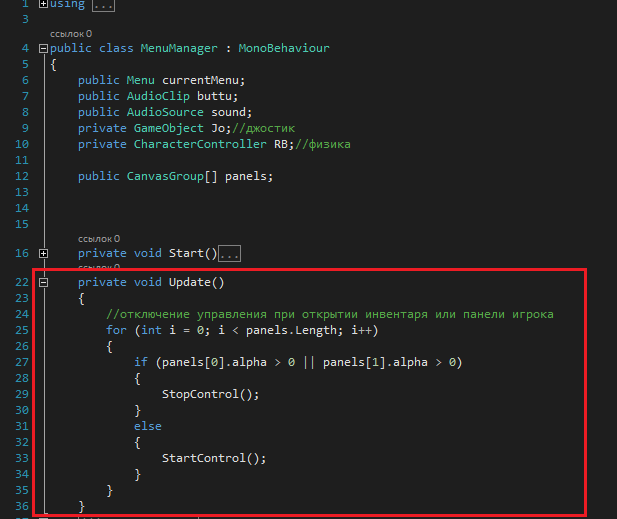 1 using ...
3
ссылок 0
4 public class MenuManager : MonoBehaviour
5 {
6 public Menu currentMenu;
7 public AudioClip buttu;
8 public AudioSource sound;
9 private GameObject Jo;//джостик
10 private CharacterController RB;//физика
11
12 public CanvasGroup[] panels;
13
14
15
ссылок 0
16 private void Start()...
ссылок 0
22 private void Update()
23 {
24 //отключение управления при открытии инвентаря или панели игрока
25 for (int i = 0; i < panels.Length; i++)
26 {
27 if (panels[0].alpha > 0 || panels[1].alpha > 0)
28 {
29 StopControl();
30 }
31 else
32 {
33 StartControl();
34 }
35 }
36 }